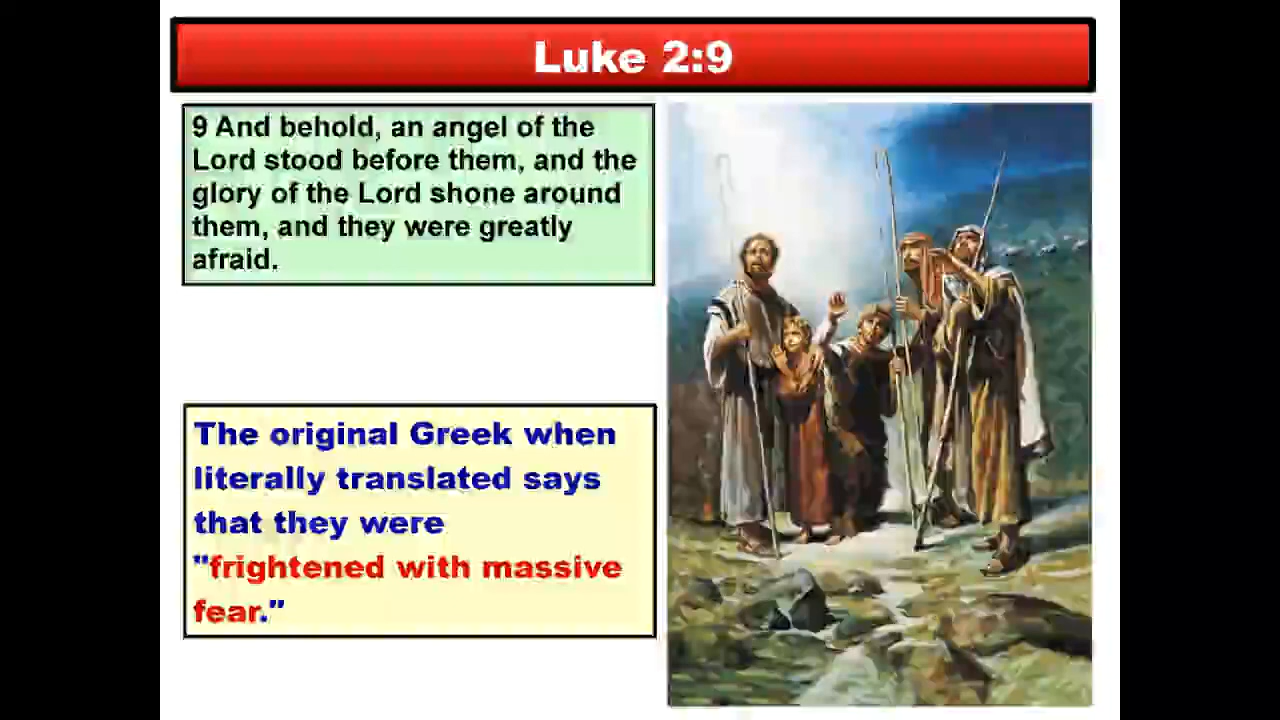 Luke 2:9
9 And behold, an angel of the
Lord stood before them, and the
glory of the Lord shone around
them, and they were greatly
afraid.
The original Greek when
literally translated says
that they were
"frightened with massive
fear."